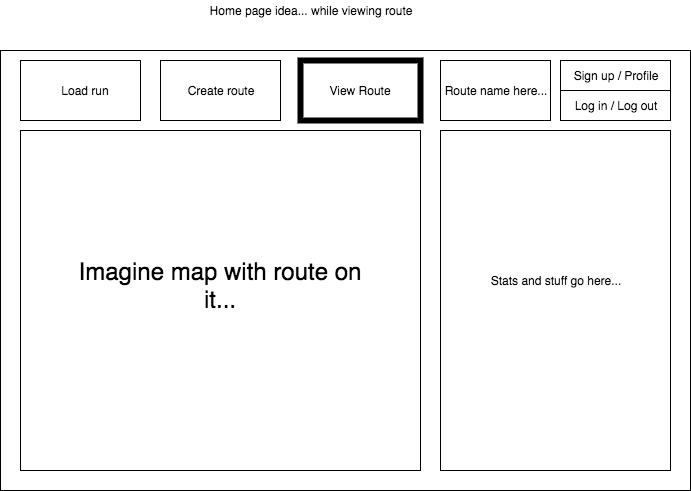 Home page idea... while viewing route
Load run
Create route
View Route
Route name here...
Sign up / Profile
Log in / Log out
Imagine map with route on
it...
Stats and stuff go here...